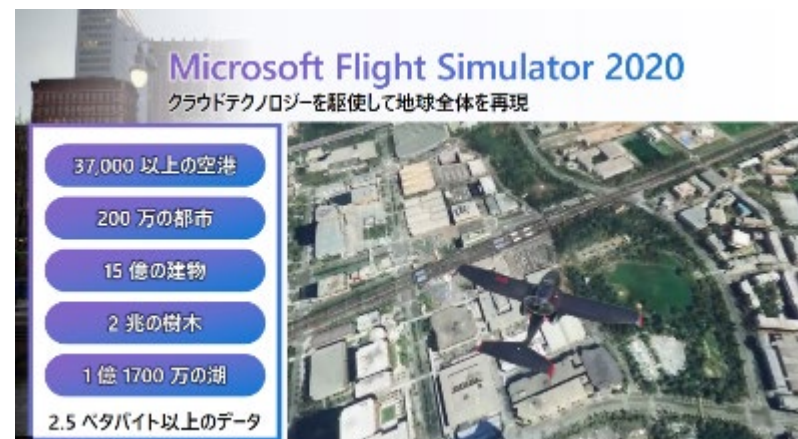 Microsoft Flight Simulator 2020
クラウドテクノロジーを駆使して地球全体を再現
37,000 以上の空港
200 万の都市
15 億の建物
2 兆の樹木
1 億 1700 万の湖
2.5 ペタバイト以上のデータ